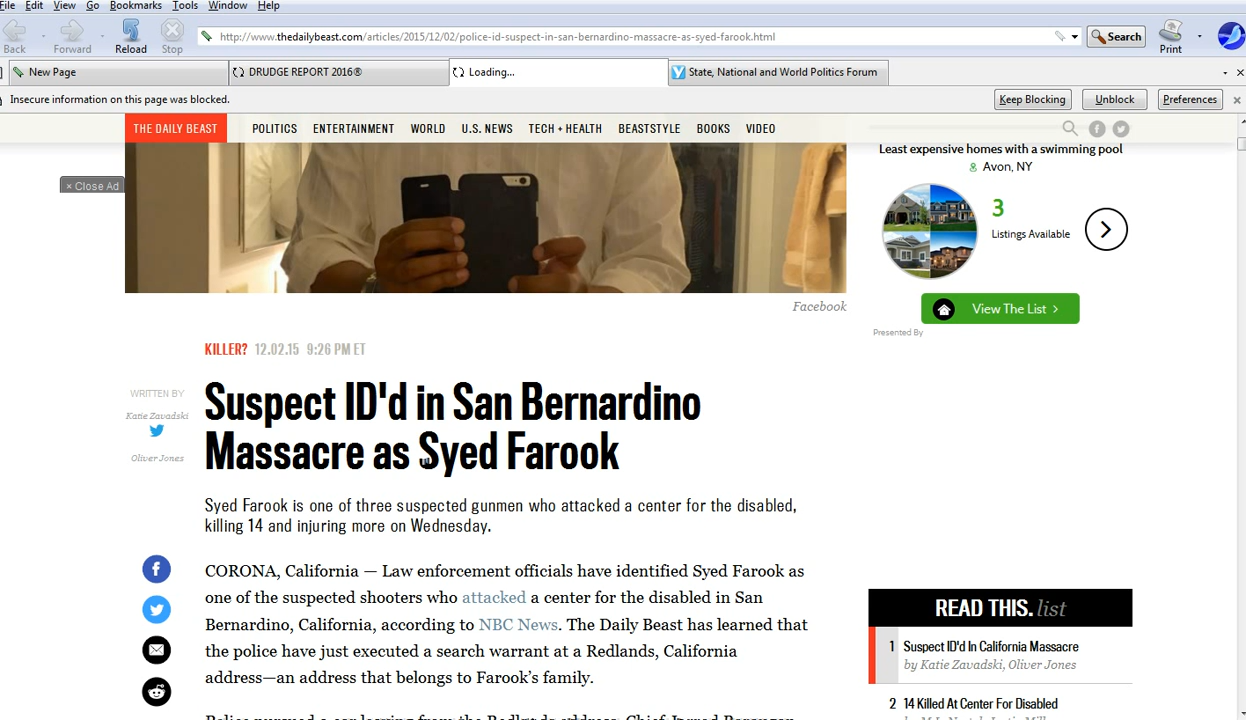 File Edit View Go Bookmarks Tools Window Help
Back Forward Reload Stop
http://www.thedailybeast.com/articles/2015/12/02/police-id-suspect-in-san-bernardino-massacre-as-syed-farook.html
Search
Print
New Page
DRUDGE REPORT 2016®
Loading...
State, National and World Politics Forum
Insecure information on this page was blocked.
Keep Blocking
Unblock
Preferences
THE DAILY BEAST
POLITICS ENTERTAINMENT WORLD U.S. NEWS TECH + HEALTH BEASTSTYLE BOOKS VIDEO
× Close Ad
Least expensive homes with a swimming pool
Avon, NY
3
Listings Available
View The List >
Presented By
Facebook
KILLER? 12.02.15 9:26 PM ET
WRITTEN BY
Katie Zavadski
Oliver Jones
Suspect ID'd in San Bernardino
Massacre as Syed Farook
Syed Farook is one of three suspected gunmen who attacked a center for the disabled,
killing 14 and injuring more on Wednesday.
CORONA, California — Law enforcement officials have identified Syed Farook as
one of the suspected shooters who attacked a center for the disabled in San
Bernardino, California, according to NBC News. The Daily Beast has learned that
the police have just executed a search warrant at a Redlands, California
address—an address that belongs to Farook's family.
READ THIS. list
1 Suspect ID'd In California Massacre
by Katie Zavadski, Oliver Jones
2 14 Killed At Center For Disabled